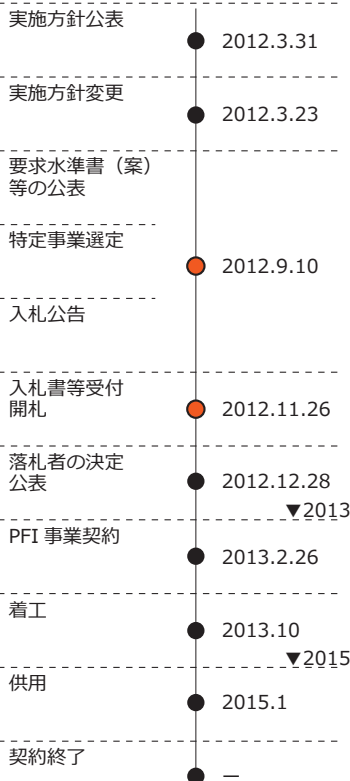 実施方針公表
2012.3.31
実施方針変更
2012.3.23
要求水準書（案）
等の公表
特定事業選定
2012.9.10
入札公告
入札書等受付
開札
2012.11.26
落札者の決定
公表
2012.12.28
▼2013
PFI 事業契約
2013.2.26
着工
2013.10
▼2015
供用
2015.1
契約終了
ー